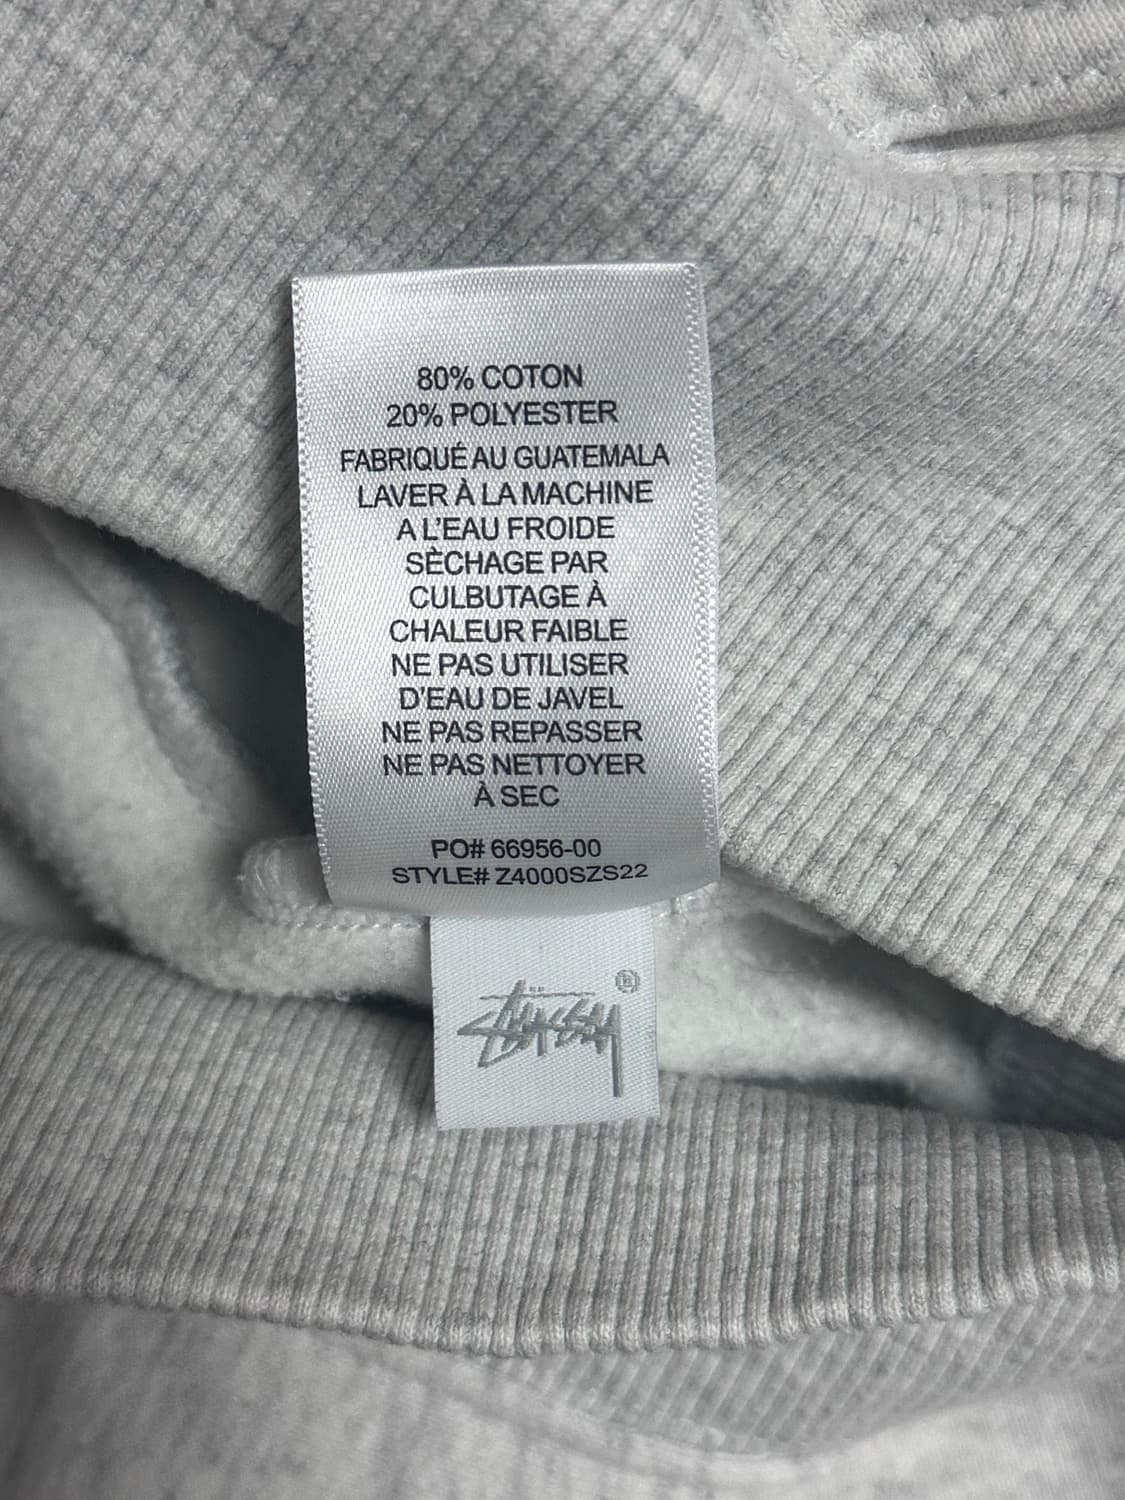 80% COTON
20% POLYESTER
FABRIQUÉ AU GUATEMALA
LAVER À LA MACHINE
A L'EAU FROIDE
SÈCHAGE PAR
CULBUTAGE À
CHALEUR FAIBLE
NE PAS UTILISER
D'EAU DE JAVEL
NE PAS REPASSER
NE PAS NETTOYER
À SEC
PO# 66956-00
STYLE# Z4000SZS22
STÜSSY ®